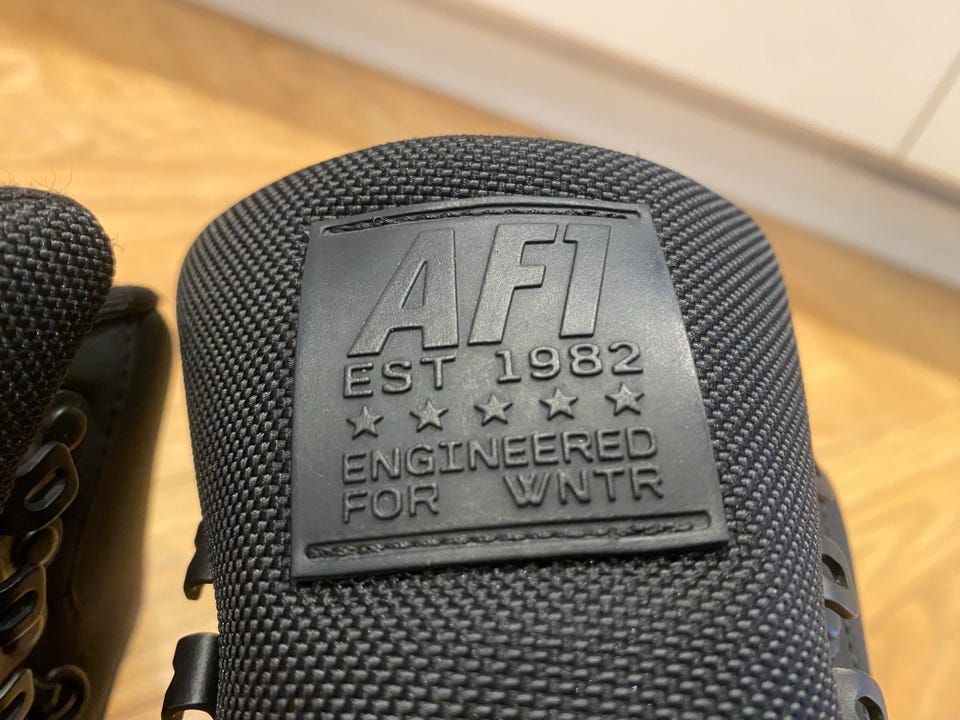 AF1
EST 1982
ENGINEERED
FOR WNTR